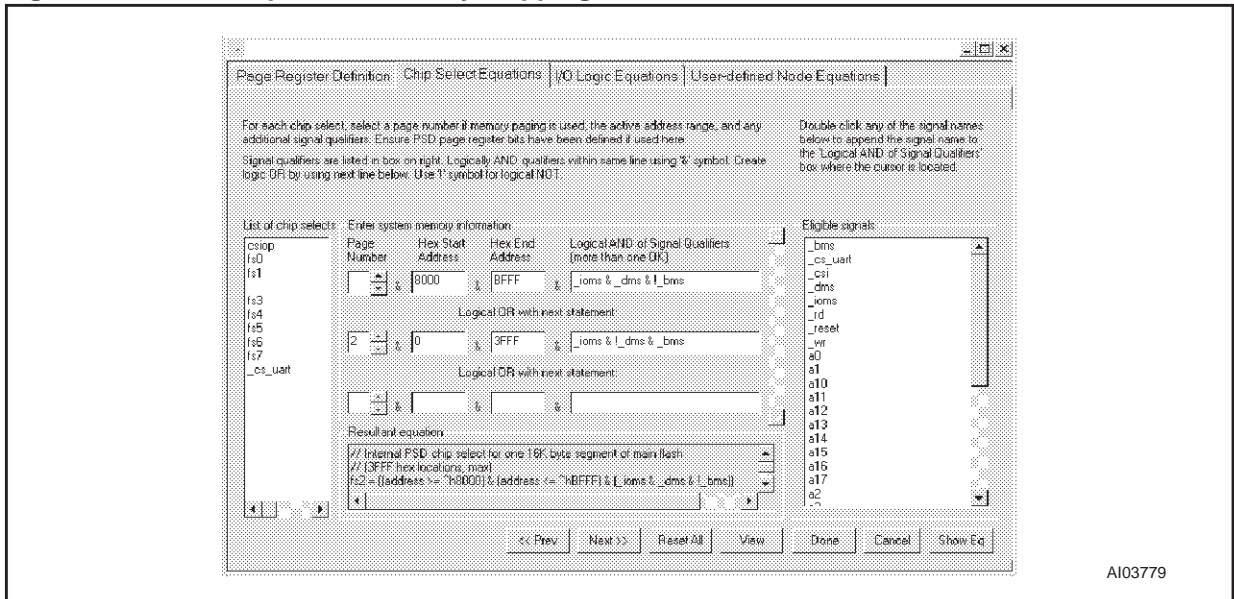 Page Register Definition Chip Select Equations I/O Logic Equations User-defined Node Equations
For each chip select, select a page number if memory paging is used, the active address range, and any
additional signal qualifiers. Ensure PSD page register bits have been defined if used here
Signal qualifiers are listed in box on right. Logically AND qualifiers within same line using '&' symbol. Create
logic OR by using next line below. Use '!' symbol for logical NOT.
Double click any of the signal names
below to append the signal name to
the 'Logical AND of Signal Qualifiers'
box where the cursor is located.
List of chip selects:
csiop
fs0
fs1
fs3
fs4
fs5
fs6
fs7
_cs_uart
Enter system memory information
Page Hex Start Hex End Logical AND of Signal Qualifiers
Number Address Address (more than one OK)
& 8000 & BFFF & _ioms & _dms & !_bms
Logical OR with next statement:
2 & 0 & 3FFF & _ioms & !_dms & _bms
Logical OR with next statement:
& & &
Resultant equation
// Internal PSD chip select for one 16K byte segment of main flash
// (3FFF hex locations, max)
fs2 = ((address >= ^h8000) & (address <= ^hBFFF) & (_ioms & _dms & !_bms))
Eligible signals:
_bms
_cs_uart
_csi
_dms
_ioms
_rd
_reset
_wr
a0
a1
a10
a11
a12
a13
a14
a15
a16
a17
a2
<< Prev Next >> Reset All View Done Cancel Show Eq
AI03779